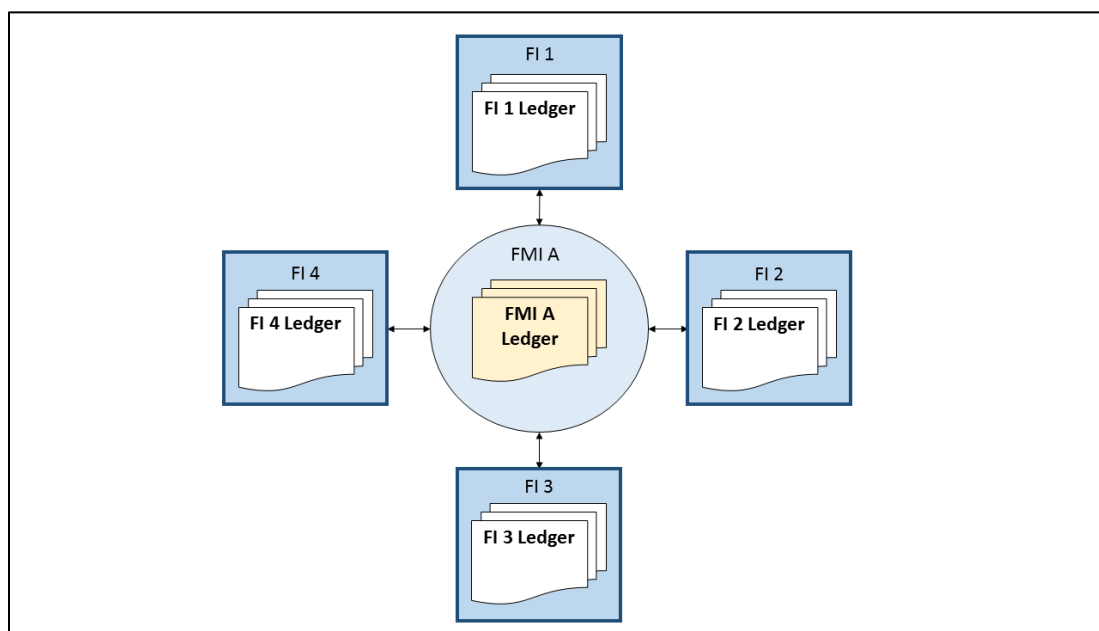 FI 1
FI 1 Ledger
FMI A
FMI A
Ledger
FI 4
FI 4 Ledger
FI 2
FI 2 Ledger
FI 3
FI 3 Ledger